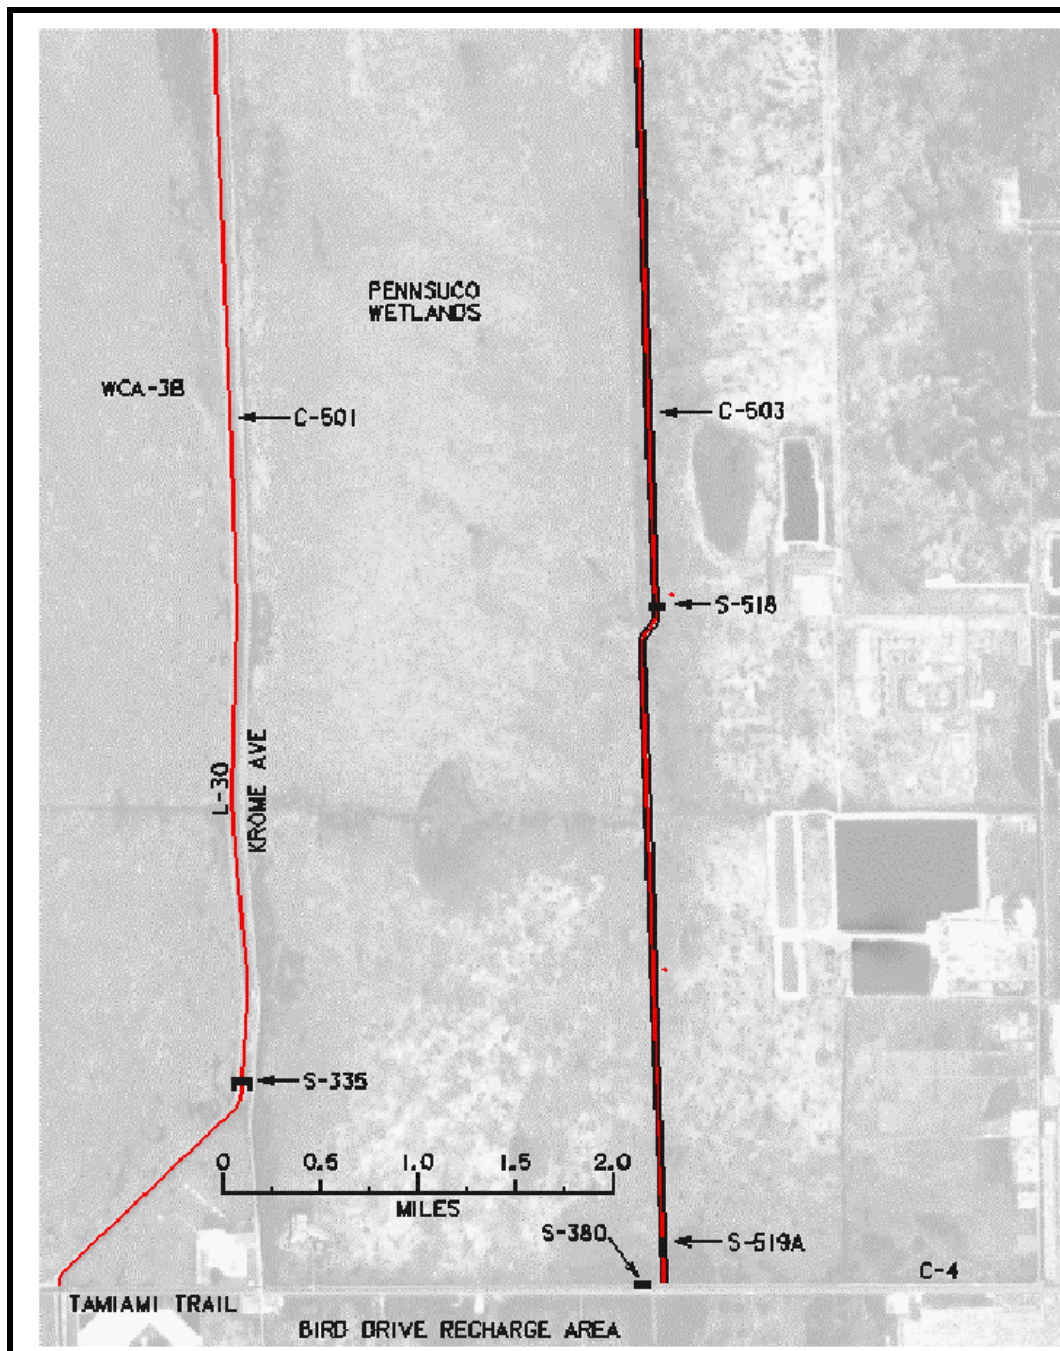 PENNSUCO
WETLANDS
WCA-3B
C-501
C-503
S-518
L-30
KROME AVE
S-335
0 0.5 1.0 1.5 2.0
MILES
S-380
S-519A
C-4
TAMIAMI TRAIL
BIRD DRIVE RECHARGE AREA